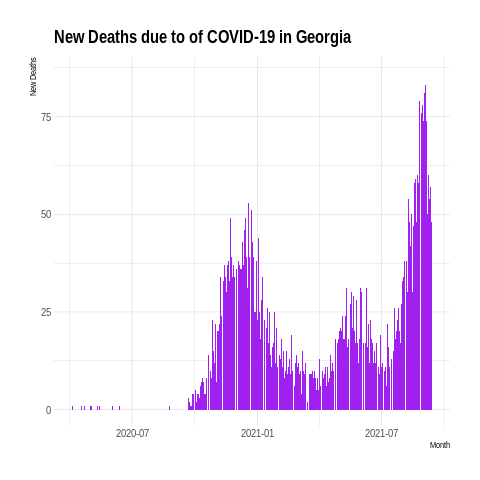 New Deaths due to of COVID-19 in Georgia
New Deaths
75
50
25
0
2020-07
2021-01
2021-07
Month